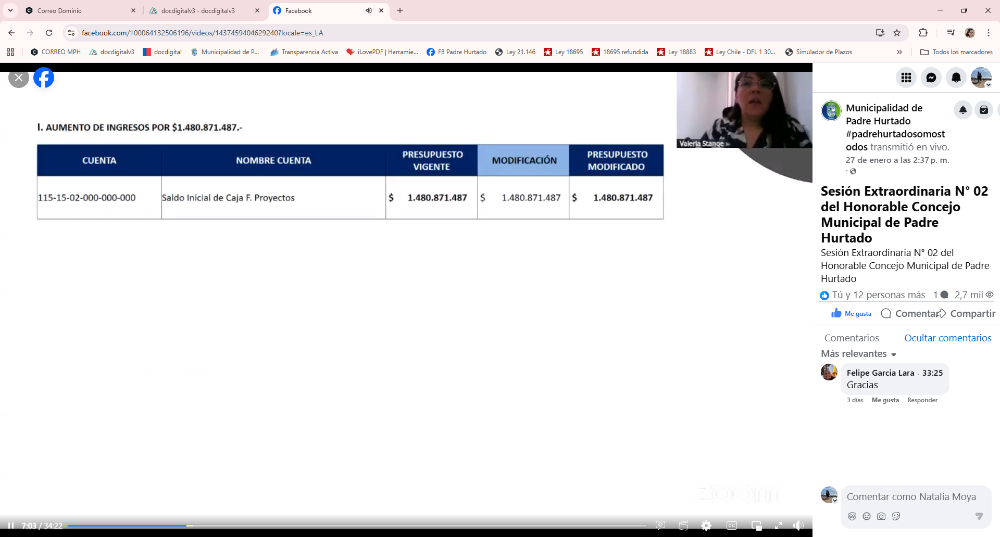 Correo Dominio
docdigitalv3 - docdigitalv3
Facebook
facebook.com/100064132506196/videos/1437459404629240?locale=es_LA
CORREO MPH
docdigitalv3
docdigital
Municipalidad de P...
Transparencia Activa
iLovePDF | Herramie...
FB Padre Hurtado
Ley 21.146
Ley 18695
18695 refundida
Ley 18883
Ley Chile - DFL 1 30...
Simulador de Plazos
Todos los marcadores
I. AUMENTO DE INGRESOS POR $1.480.871.487.-
CUENTA
NOMBRE CUENTA
PRESUPUESTO
VIGENTE
MODIFICACIÓN
PRESUPUESTO
MODIFICADO
115-15-02-000-000-000
Saldo Inicial de Caja F. Proyectos
$ 1.480.871.487
$ 1.480.871.487
$ 1.480.871.487
Valeria Stange
zoom
7:03 / 34:22
CC
Municipalidad de
Padre Hurtado
#padrehurtadosomost
odos transmitió en vivo.
27 de enero a las 2:37 p. m.
·
Sesión Extraordinaria N° 02
del Honorable Concejo
Municipal de Padre
Hurtado
Sesión Extraordinaria N° 02 del
Honorable Concejo Municipal de Padre
Hurtado
Tú y 12 personas más
1
2,7 mil
Me gusta
Comentar
Compartir
Comentarios
Ocultar comentarios
Más relevantes
Felipe Garcia Lara · 33:25
Gracias
3 días
Me gusta
Responder
Comentar como Natalia Moya